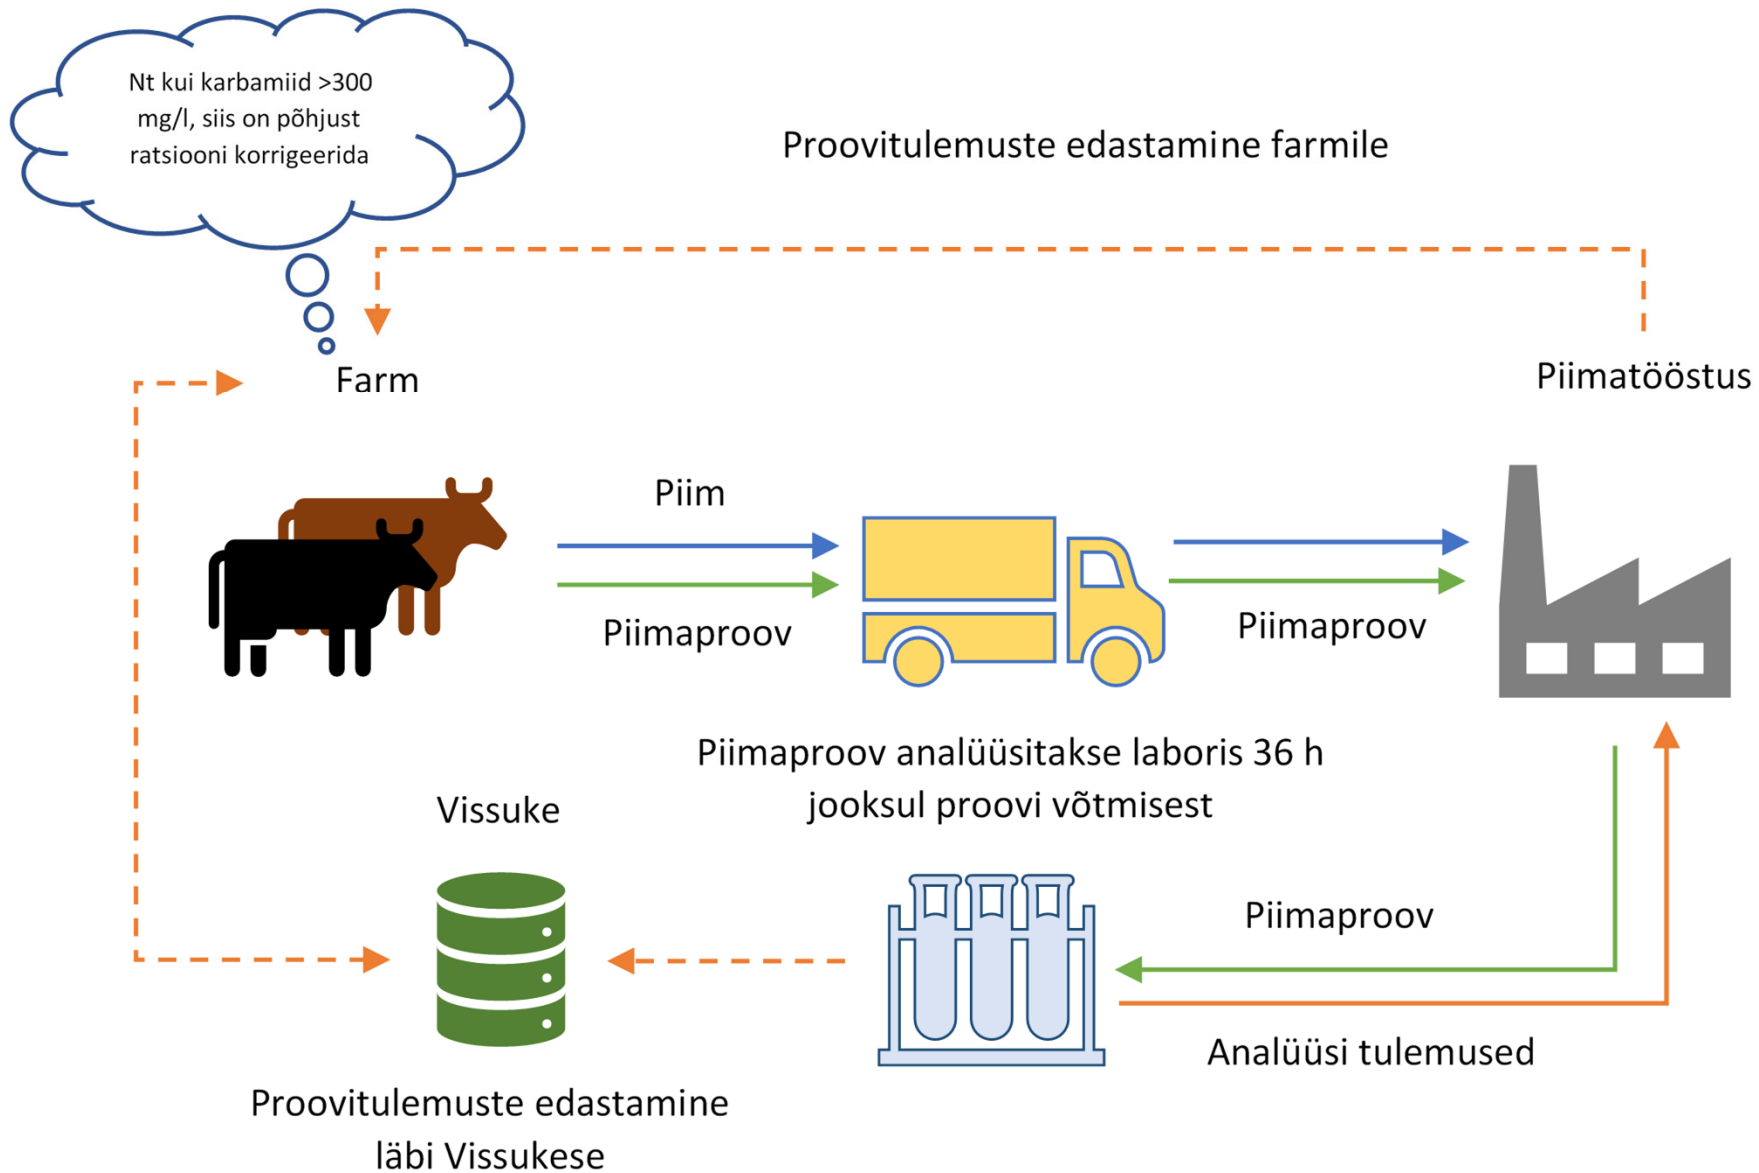 Nt kui karbamiid >300
mg/l, siis on põhjust
ratsiooni korrigeerida
Proovitulemuste edastamine farmile
Farm
Piimatööstus
Piim
Piimaproov
Piimaproov
Piimaproov analüüsitakse laboris 36 h
jooksul proovi võtmisest
Vissuke
Piimaproov
Analüüsi tulemused
Proovitulemuste edastamine
läbi Vissukese